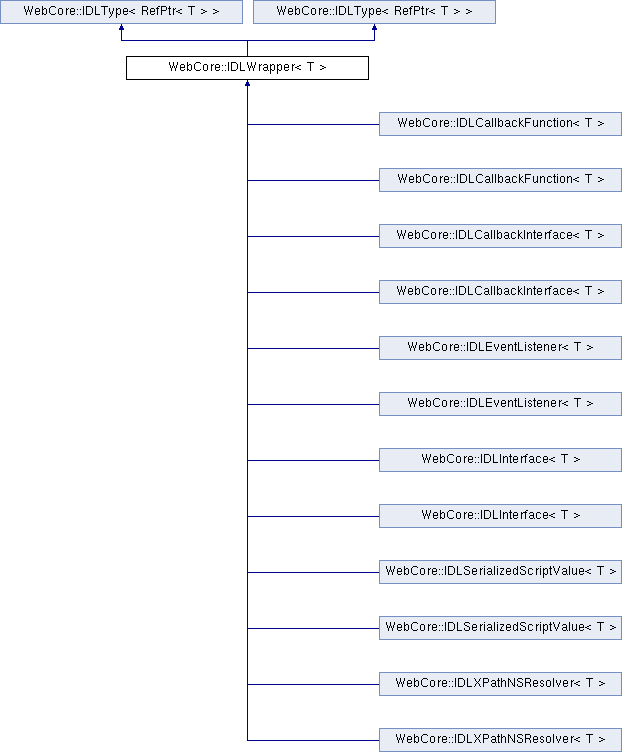 WebCore::IDLType< RefPtr< T > >
WebCore::IDLType< RefPtr< T > >
WebCore::IDLWrapper< T >
WebCore::IDLCallbackFunction< T >
WebCore::IDLCallbackFunction< T >
WebCore::IDLCallbackInterface< T >
WebCore::IDLCallbackInterface< T >
WebCore::IDLEventListener< T >
WebCore::IDLEventListener< T >
WebCore::IDLInterface< T >
WebCore::IDLInterface< T >
WebCore::IDLSerializedScriptValue< T >
WebCore::IDLSerializedScriptValue< T >
WebCore::IDLXPathNSResolver< T >
WebCore::IDLXPathNSResolver< T >